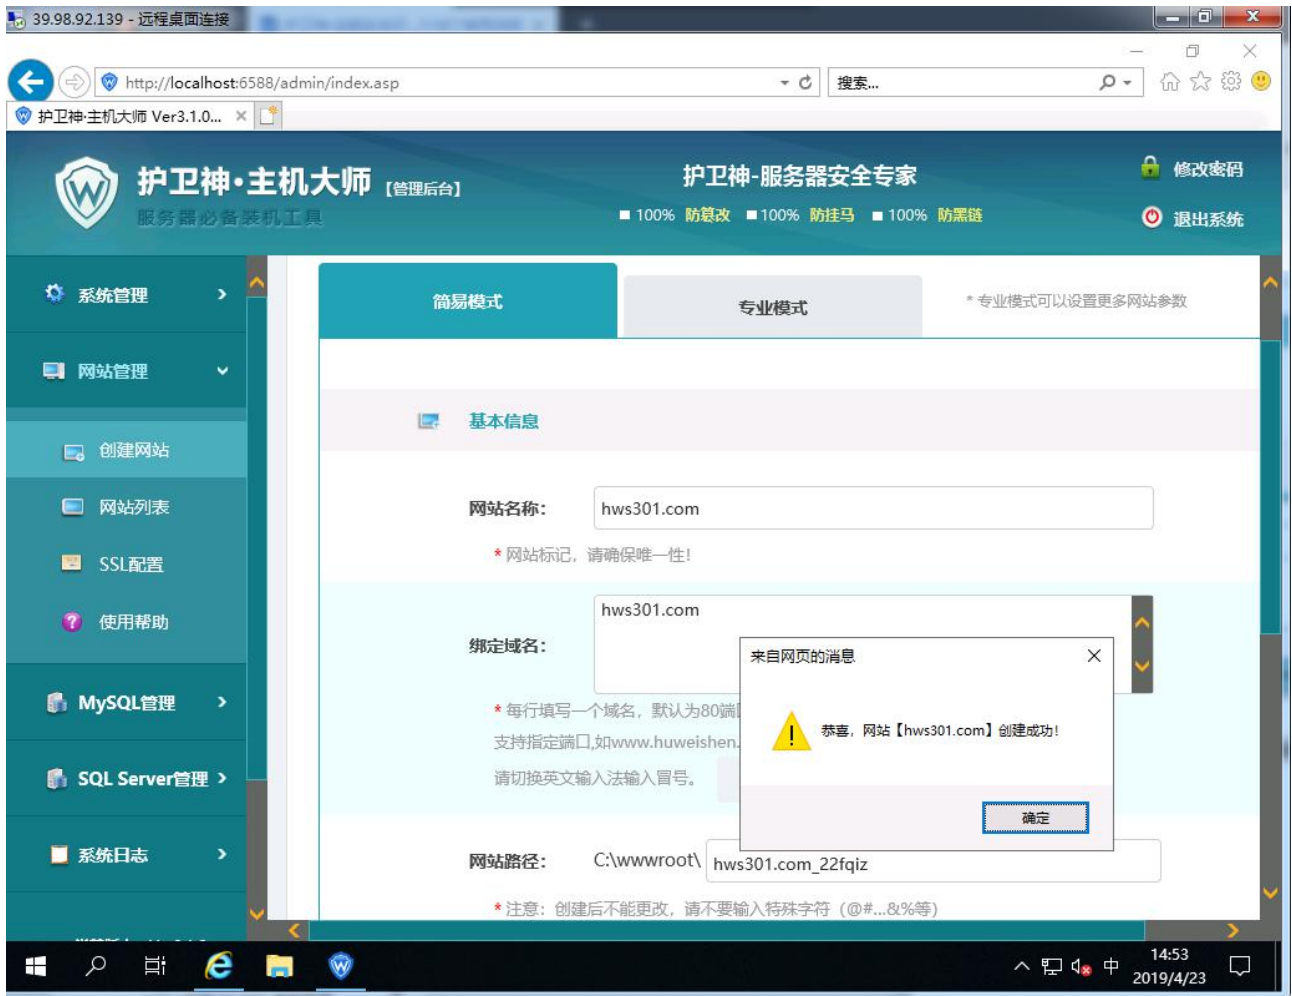 39.98.92.139 - 远程桌面连接
http://localhost:6588/admin/index.asp
搜索...
护卫神·主机大师 Ver3.1.0...
护卫神·主机大师 【管理后台】
服务器必备装机工具
护卫神-服务器安全专家
100% 防篡改 100% 防挂马 100% 防黑链
修改密码
退出系统
系统管理
网站管理
创建网站
网站列表
SSL配置
使用帮助
MySQL管理
SQL Server管理
系统日志
简易模式
专业模式
* 专业模式可以设置更多网站参数
基本信息
网站名称：
hws301.com
* 网站标记，请确保唯一性！
绑定域名：
hws301.com
* 每行填写一个域名，默认为80端
支持指定端口,如www.huweishen.
请切换英文输入法输入冒号。
来自网页的消息
恭喜，网站【hws301.com】创建成功！
确定
网站路径：
C:\wwwroot\
hws301.com_22fqiz
* 注意：创建后不能更改，请不要输入特殊字符（@#...&%等）
中
14:53
2019/4/23